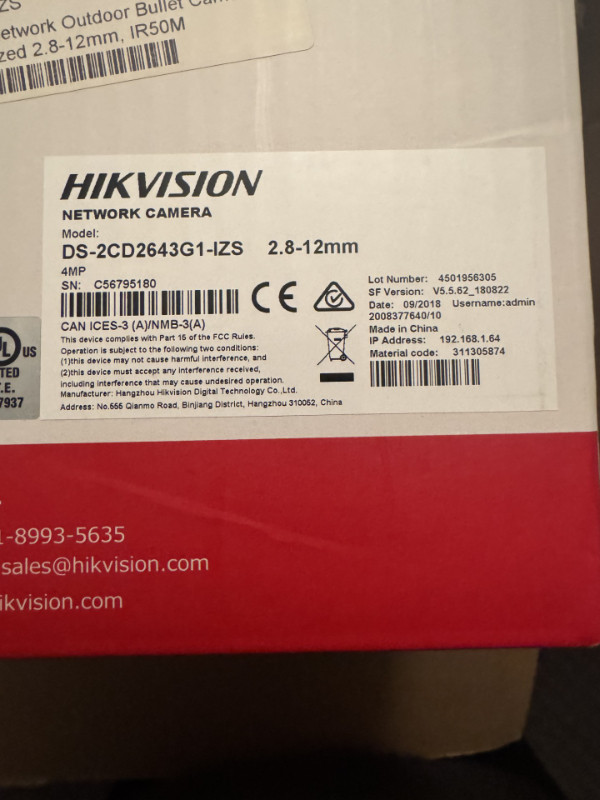 ZS
etwork Outdoor Bullet Cam
zed 2.8-12mm, IR50M
HIKVISION
NETWORK CAMERA
Model:
DS-2CD2643G1-IZS 2.8-12mm
4MP
SN: C56795180
CAN ICES-3 (A)/NMB-3(A)
This device complies with Part 15 of the FCC Rules.
Operation is subject to the following two conditions:
(1)this device may not cause harmful interference, and
(2)this device must accept any interference received,
including interference that may cause undesired operation.
Manufacturer: Hangzhou Hikvision Digital Technology Co.,Ltd.
Address: No.555 Qianmo Road, Binjiang District, Hangzhou 310052, China
CE
Lot Number: 4501956305
SF Version: V5.5.62_180822
Date: 09/2018 Username:admin
2008377640/10
Made in China
IP Address: 192.168.1.64
Material code: 311305874
UL US
TED
.E.
7937
1-8993-5635
sales@hikvision.com
ikvision.com